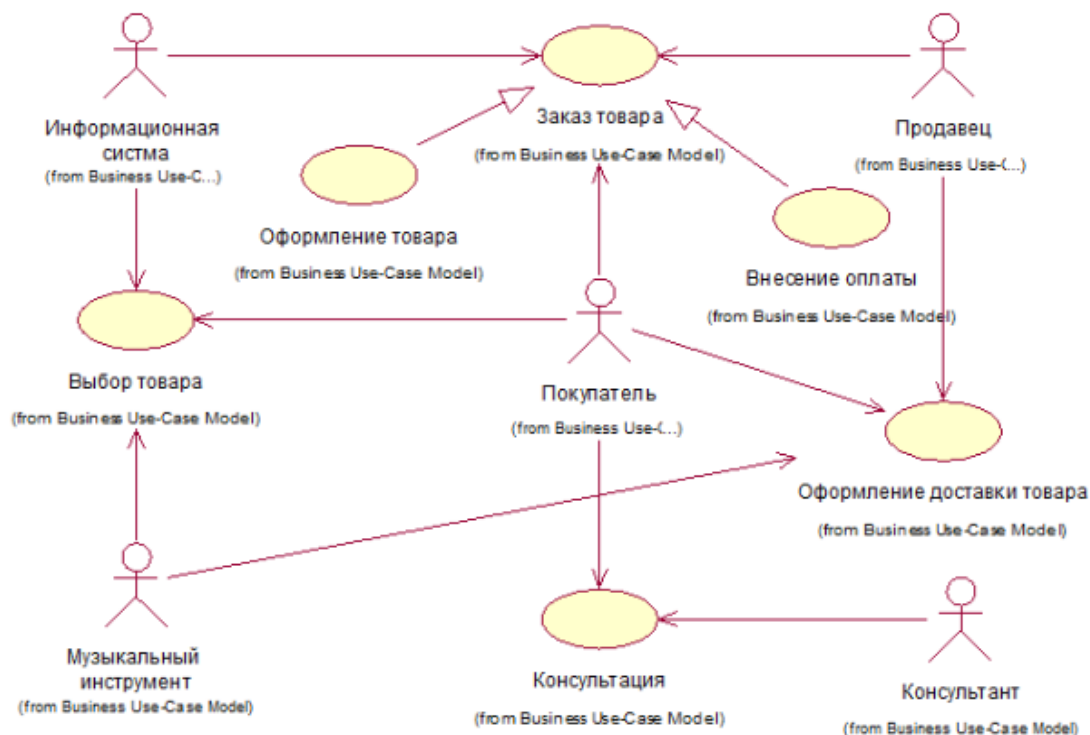 Заказ товара
(from Business Use-Case Model)
Информационная
систма
(from Business Use-C...)
Продавец
(from Business Use-(...)
Оформление товара
(from Business Use-Case Model)
Внесение оплаты
(from Business Use-Case Model)
Выбор товара
(from Business Use-Case Model)
Покупатель
(from Business Use-(...)
Оформление доставки товара
(from Business Use-Case Model)
Музыкальный
инструмент
(from Business Use-Case Model)
Консультация
(from Business Use-Case Model)
Консультант
(from Business Use-Case Model)